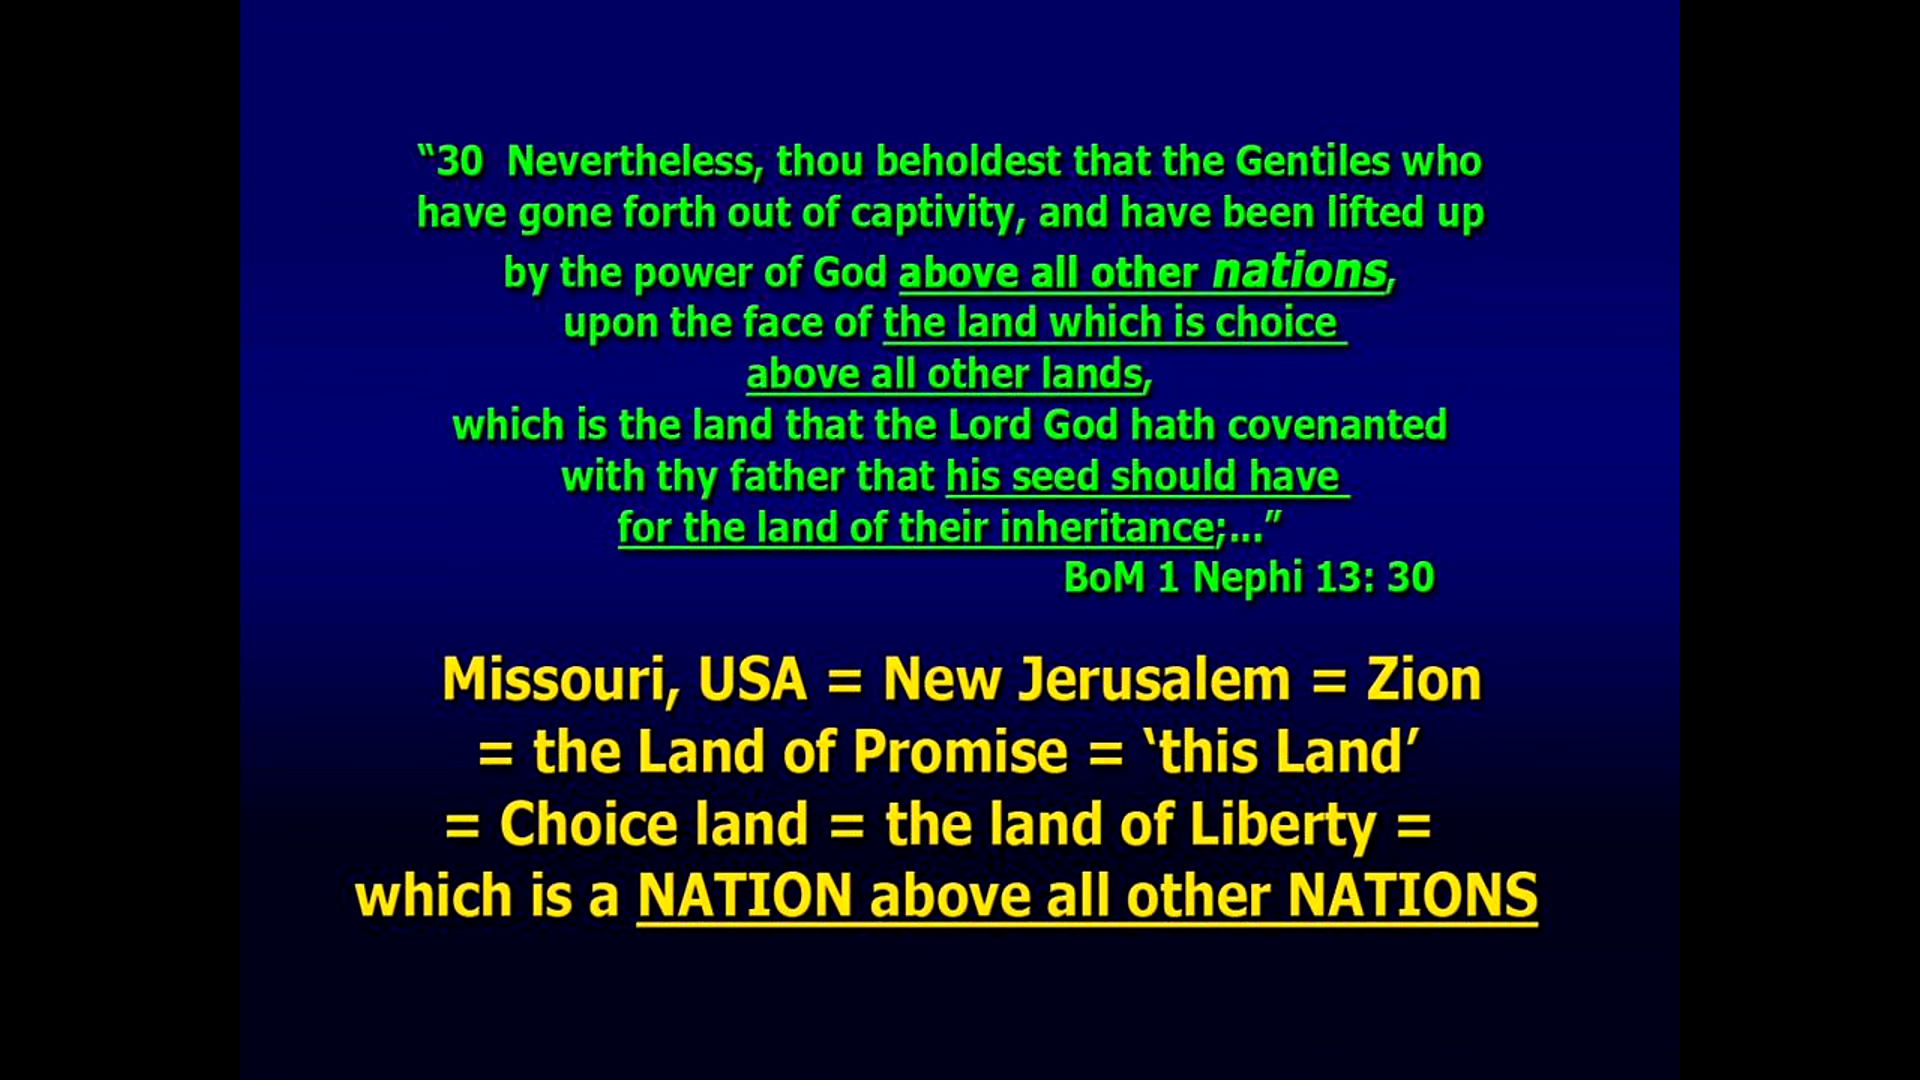 “30  Nevertheless, thou beholdest that the Gentiles who
have gone forth out of captivity, and have been lifted up
by the power of God above all other nations,
upon the face of the land which is choice
above all other lands,
which is the land that the Lord God hath covenanted
with thy father that his seed should have
for the land of their inheritance;...”
BoM 1 Nephi 13: 30
Missouri, USA = New Jerusalem = Zion
= the Land of Promise = ‘this Land’
= Choice land = the land of Liberty =
which is a NATION above all other NATIONS